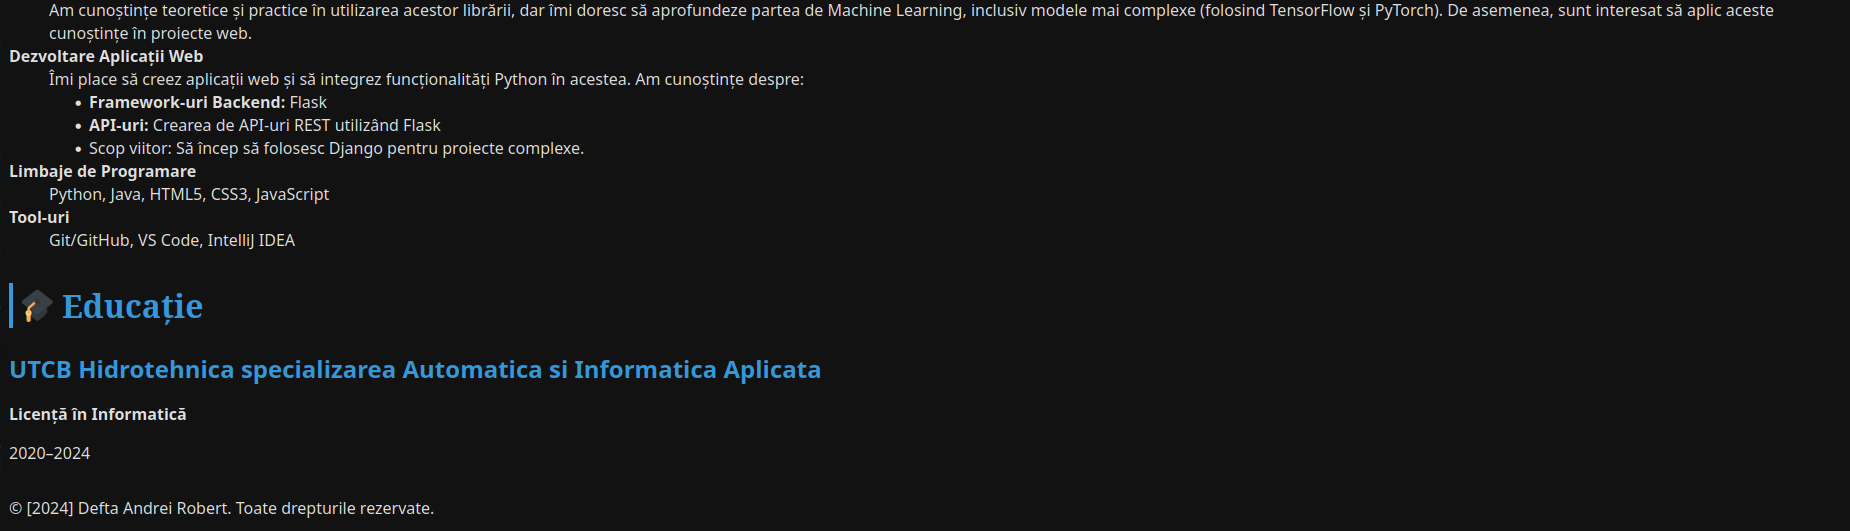 Am cunoștințe teoretice și practice în utilizarea acestor librării, dar îmi doresc să aprofundeze partea de Machine Learning, inclusiv modele mai complexe (folosind TensorFlow și PyTorch). De asemenea, sunt interesat să aplic aceste
cunoștințe în proiecte web.
Dezvoltare Aplicații Web
Îmi place să creez aplicații web și să integrez funcționalități Python în acestea. Am cunoștințe despre:
• Framework-uri Backend: Flask
• API-uri: Crearea de API-uri REST utilizând Flask
• Scop viitor: Să încep să folosesc Django pentru proiecte complexe.
Limbaje de Programare
Python, Java, HTML5, CSS3, JavaScript
Tool-uri
Git/GitHub, VS Code, IntelliJ IDEA
🎓 Educație
UTCB Hidrotehnica specializarea Automatica si Informatica Aplicata
Licență în Informatică
2020–2024
© [2024] Defta Andrei Robert. Toate drepturile rezervate.